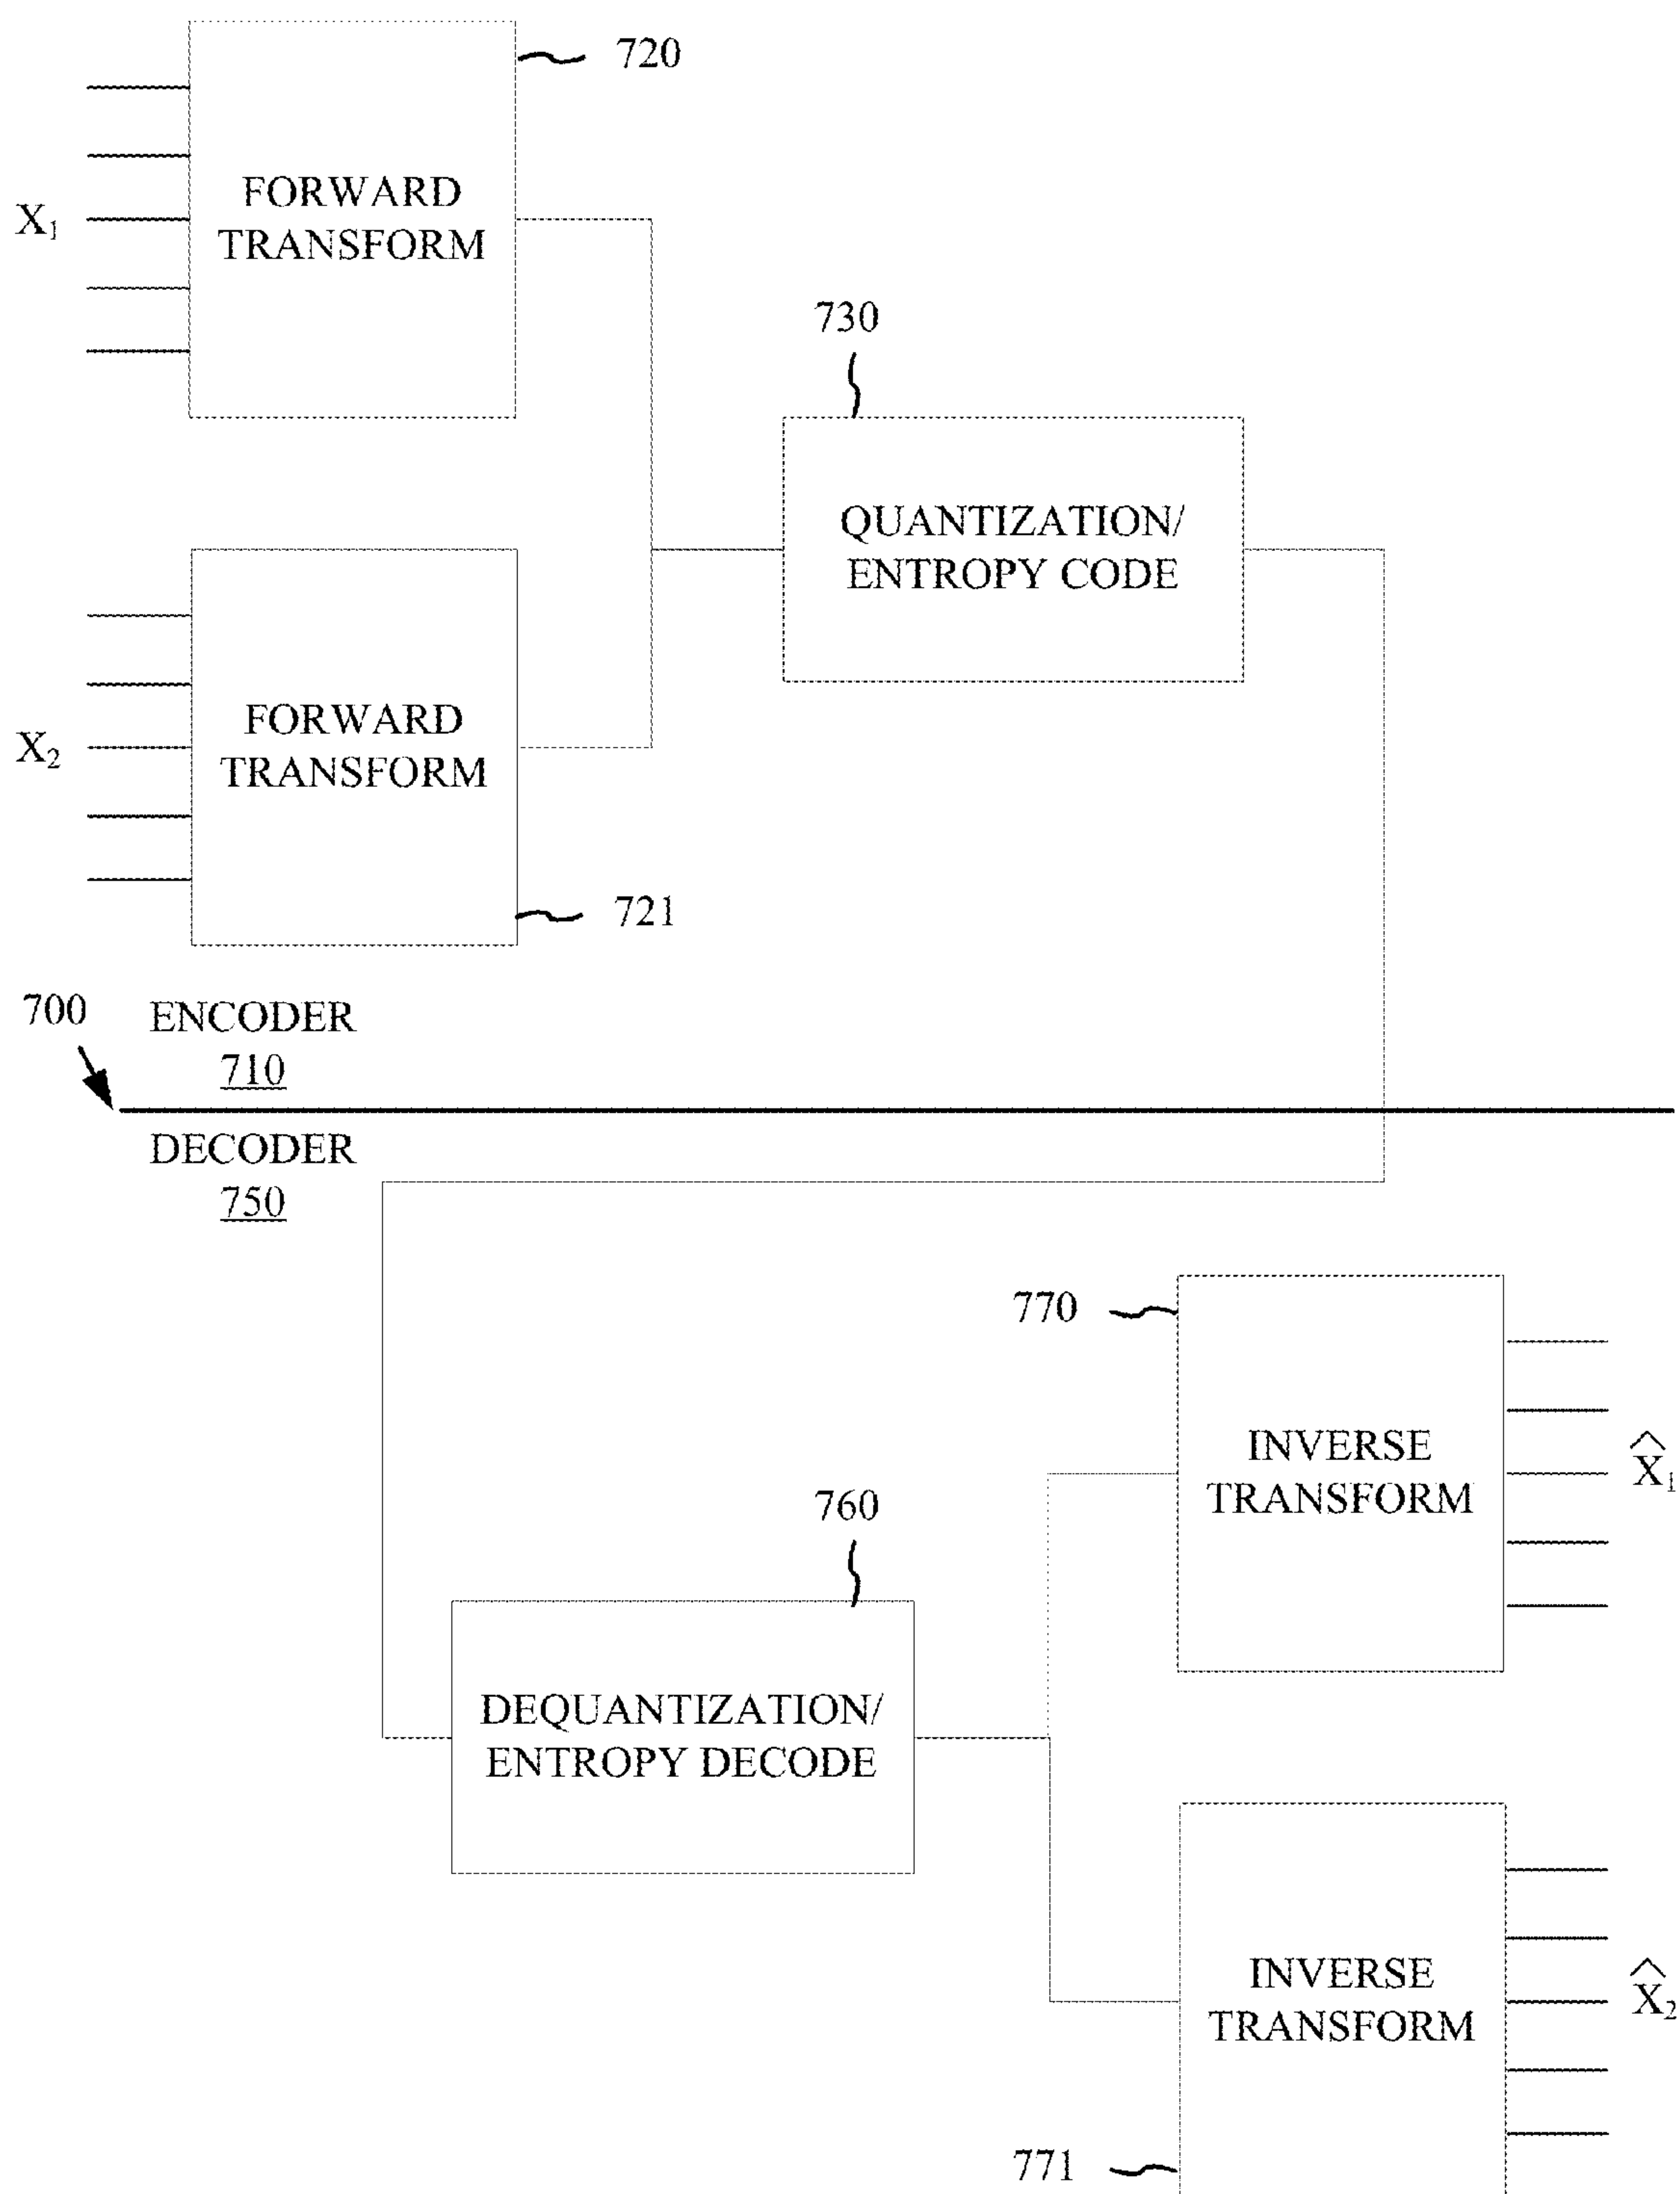 720
FORWARD
TRANSFORM
X₁
730
QUANTIZATION/
ENTROPY CODE
FORWARD
TRANSFORM
X₂
721
700
ENCODER
710
DECODER
750
770
INVERSE
TRANSFORM
X̂₁
760
DEQUANTIZATION/
ENTROPY DECODE
INVERSE
TRANSFORM
X̂₂
771